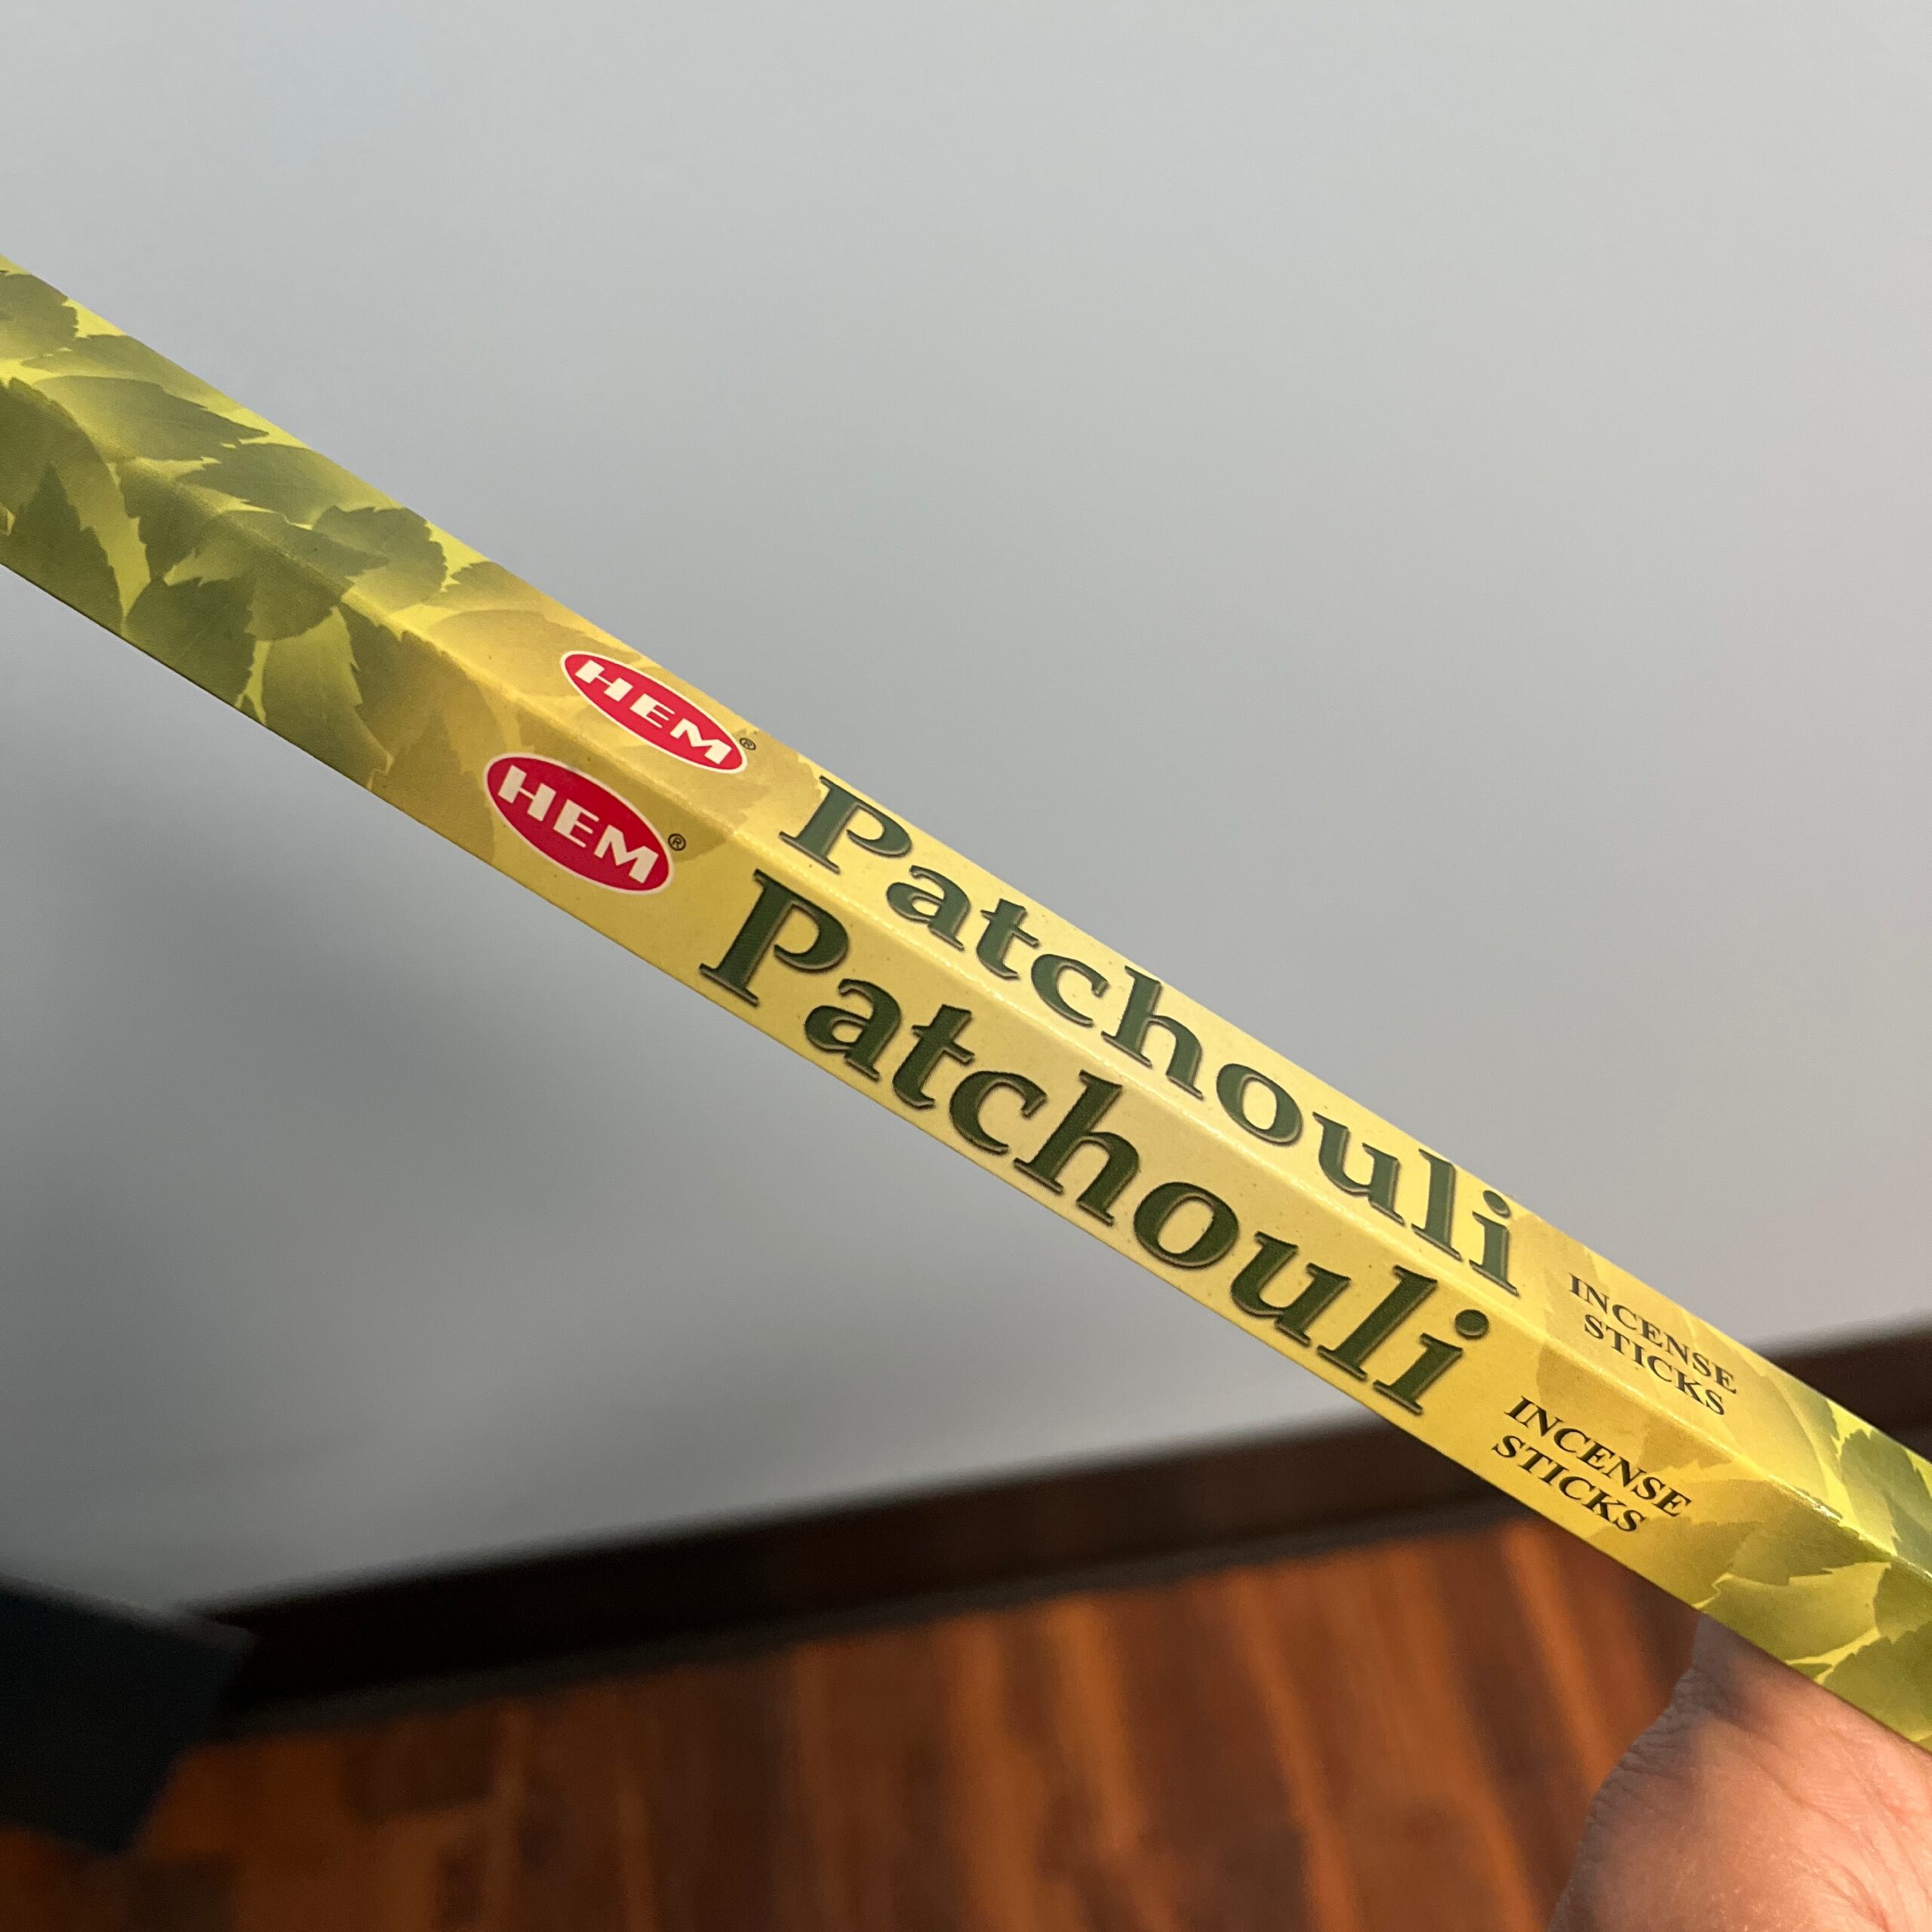 HEM®
Patchouli
INCENSE
STICKS
HEM®
Patchouli
INCENSE
STICKS